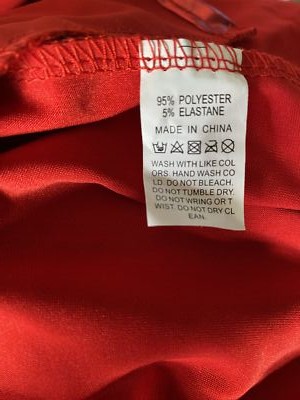 95% POLYESTER
5% ELASTANE
MADE IN CHINA
WASH WITH LIKE COL
ORS. HAND WASH CO
LD. DO NOT BLEACH.
DO NOT TUMBLE DRY.
DO NOT WRING OR T
WIST. DO NOT DRY CL
EAN.